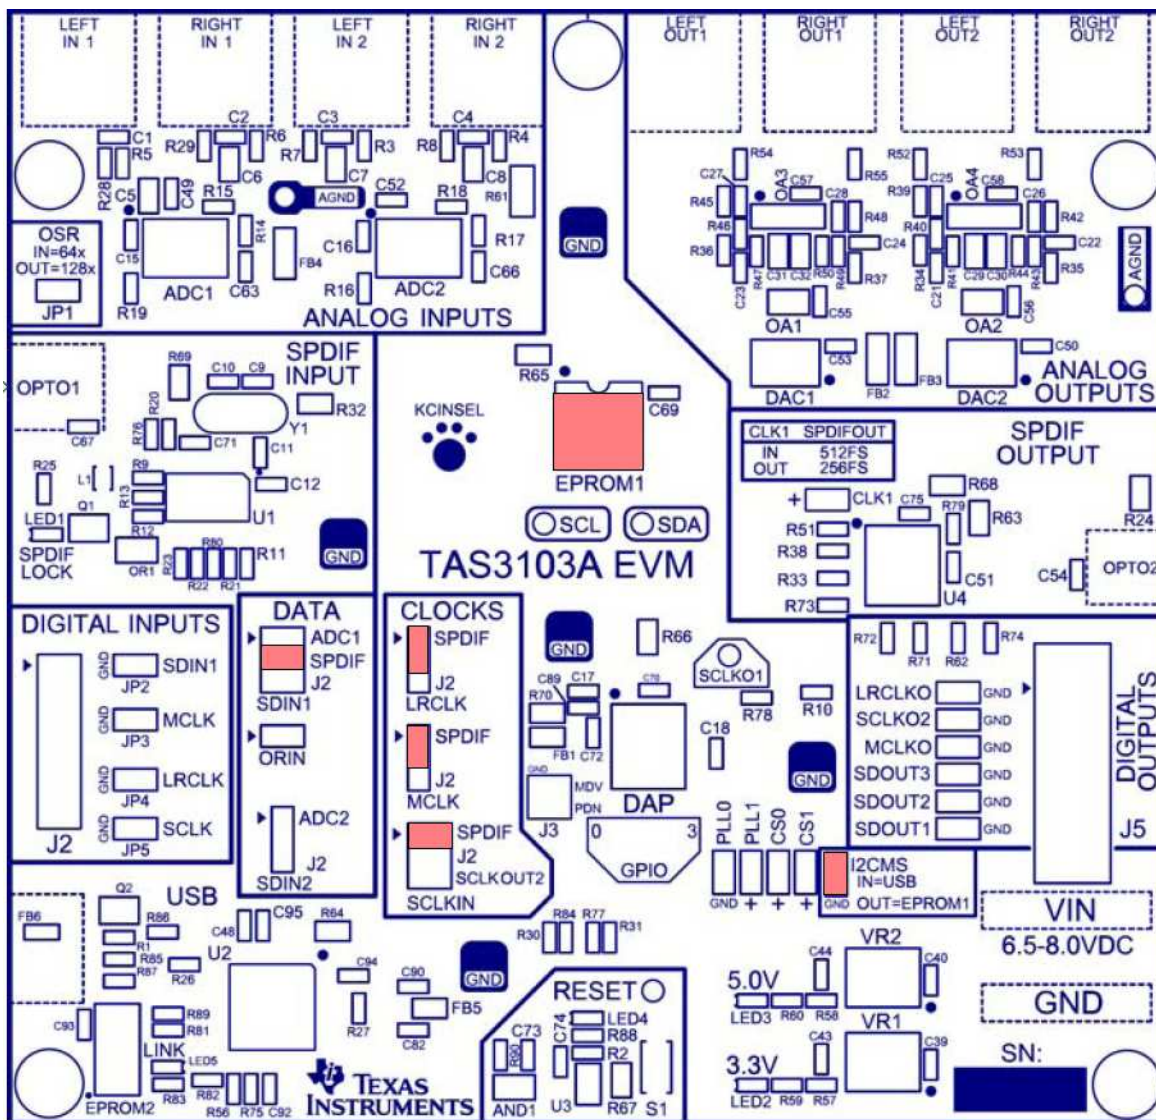 LEFT
IN 1
RIGHT
IN 1
LEFT
IN 2
RIGHT
IN 2
LEFT
OUT1
RIGHT
OUT1
LEFT
OUT2
RIGHT
OUT2
C1
R5
R28
C5
C49
R29
C2
R6
C6
R15
R7
C3
R3
C7
AGND
C52
R8
C4
R4
C8
R18
R61
OSR
IN=64x
OUT=128x
JP1
C15
R19
ADC1
R14
C63
FB4
C16
R16
ADC2
R17
C66
ANALOG INPUTS
GND
R54
C27
R45
R46
R36
C23
R47
OA3
C57
C28
R55
R48
C24
C31
C32
R50
R49
R37
OA1
C55
DAC1
C53
R52
R39
C25
R40
R34
C21
R41
OA4
C58
R53
C26
R42
C22
C29
C30
R44
R43
R35
OA2
C56
FB2
FB3
DAC2
C50
AGND
ANALOG
OUTPUTS
OPTO1
C67
R69
C10
C9
SPDIF
INPUT
R32
Y1
R20
R76
C71
C11
R25
L1
R9
R13
R12
U1
C12
LED1
Q1
SPDIF
LOCK
OR1
R23
R22
R80
R21
R11
GND
R65
C69
KCINSEL
EPROM1
SCL
SDA
TAS3103A EVM
CLK1 SPDIFOUT
IN 512FS
OUT 256FS
SPDIF
OUTPUT
+
CLK1
R51
R38
R33
R73
C75
R68
R79
R63
C51
U4
R24
C54
OPTO2
DIGITAL INPUTS
GND
SDIN1
JP2
GND
MCLK
JP3
GND
LRCLK
JP4
GND
SCLK
JP5
J2
DATA
ADC1
SPDIF
J2
SDIN1
ORIN
ADC2
J2
SDIN2
CLOCKS
SPDIF
J2
LRCLK
SPDIF
J2
MCLK
SPDIF
J2
SCLKOUT2
SCLKIN
GND
R66
SCLKO1
C89
C17
R70
C72
FB1
R78
R10
C18
GND
GND
MDV
PDN
J3
DAP
0
3
GPIO
PLL0
PLL1
CS0
CS1
GND
+
+
+
I2CMS
IN=USB
OUT=EPROM1
GND
R72
R71
R62
R74
LRCLKO
GND
SCLKO2
GND
MCLKO
GND
SDOUT3
GND
SDOUT2
GND
SDOUT1
GND
DIGITAL
OUTPUTS
J5
USB
FB6
Q2
R1
R85
R87
R86
R26
C93
R89
R81
LINK
LED5
R83
R82
EPROM2
C48
C95
U2
R64
C94
R27
R56
R75
C92
C90
FB5
C82
GND
R30
R84
R77
R31
TEXAS
INSTRUMENTS
RESET
C73
R90
AND1
C74
LED4
R88
R2
U3
R67
S1
VIN
6.5-8.0VDC
GND
5.0V
LED3
R60
R58
C44
VR2
C40
3.3V
LED2
R59
R57
C43
VR1
C39
SN: